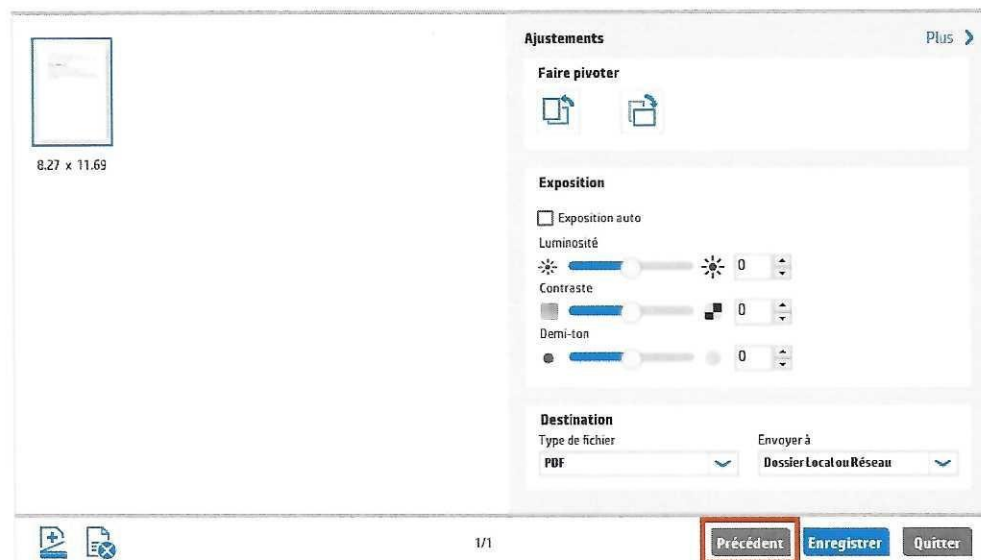 Ajustements
Plus
Faire pivoter
8.27 x 11.69
Exposition
Exposition auto
Luminosité
0
Contraste
0
Demi-ton
0
Destination
Type de fichier
Envoyer à
PDF
Dossier Local ou Réseau
1/1
Précédent
Enregistrer
Quitter